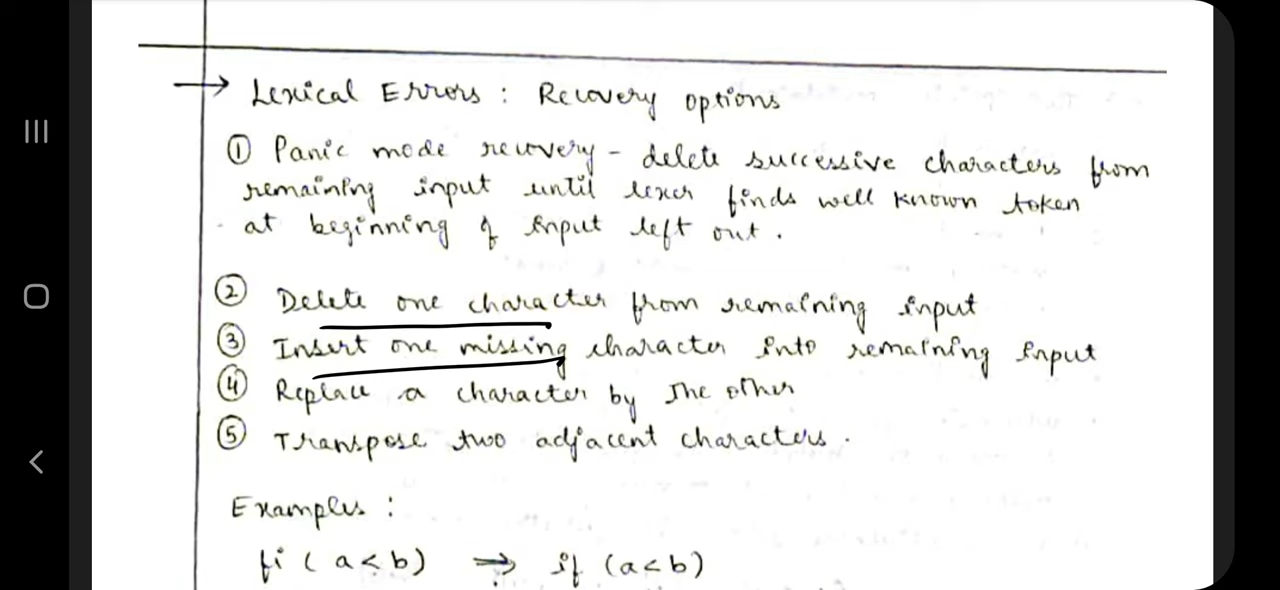 → Lexical Errors : Recovery options
① Panic mode recovery - delete successive characters from
remaining input until lexer finds well known token
at beginning of input left out .
② Delete one character from remaining input
③ Insert one missing character into remaining input
④ Replace a character by the other
⑤ Transpose two adjacent characters .
Examples :
fi ( a < b ) ⇒ if (a < b)